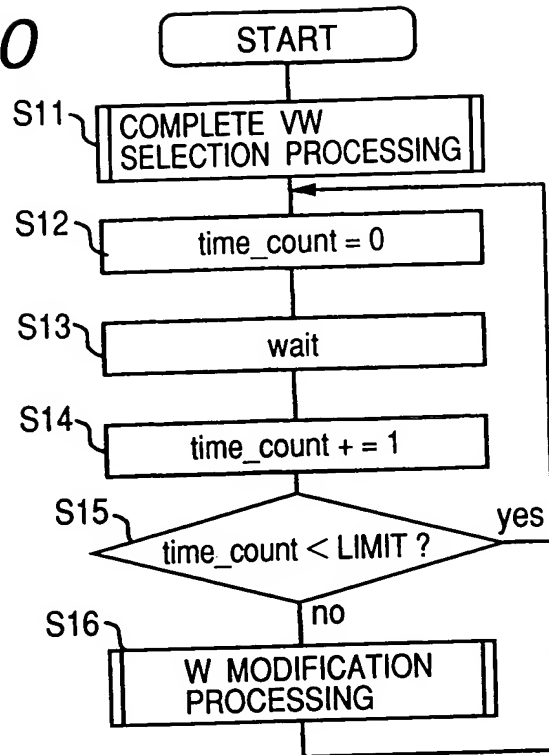 0
START
S11
COMPLETE VW
SELECTION PROCESSING
S12
time_count = 0
S13
wait
S14
time_count + = 1
S15
time_count < LIMIT ?
yes
no
S16
W MODIFICATION
PROCESSING